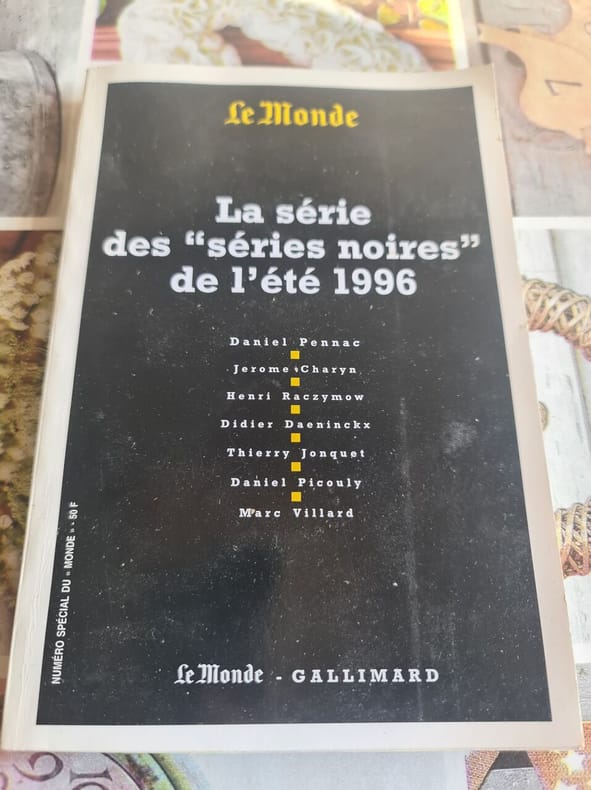 Le Monde
La série
des “séries noires”
de l’été 1996
Daniel Pennac
Jerome Charyn
Henri Raczymow
Didier Daeninckx
Thierry Jonquet
Daniel Picouly
Marc Villard
NUMÉRO SPÉCIAL DU « MONDE » - 50 F
Le Monde - GALLIMARD